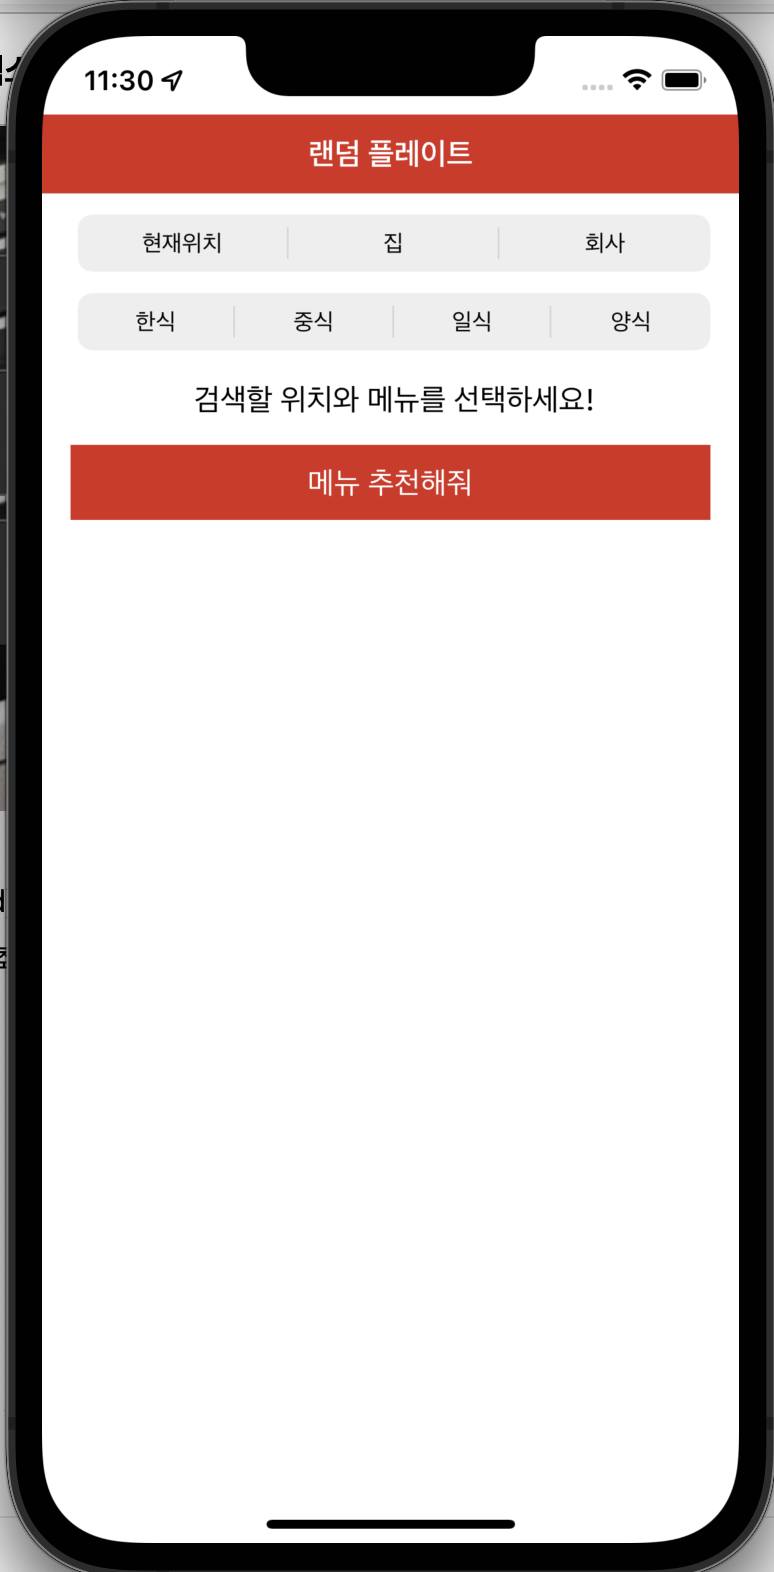 11:30
랜덤 플레이트
현재위치 집 회사
한식 중식 일식 양식
검색할 위치와 메뉴를 선택하세요!
메뉴 추천해줘